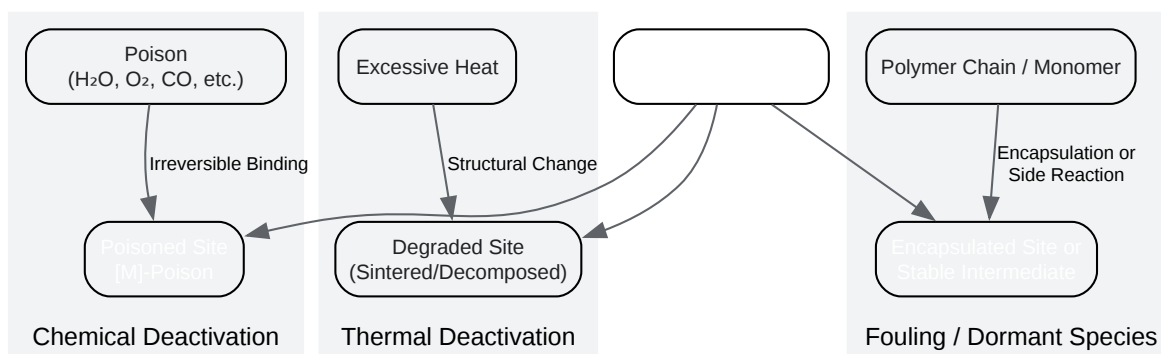 Poison
(H₂O, O₂, CO, etc.)
Excessive Heat
Polymer Chain / Monomer
Irreversible Binding
Structural Change
Encapsulation or
Side Reaction
Poisoned Site
[M]-Poison
Degraded Site
(Sintered/Decomposed)
Encapsulated Site or
Stable Intermediate
Chemical Deactivation
Thermal Deactivation
Fouling / Dormant Species